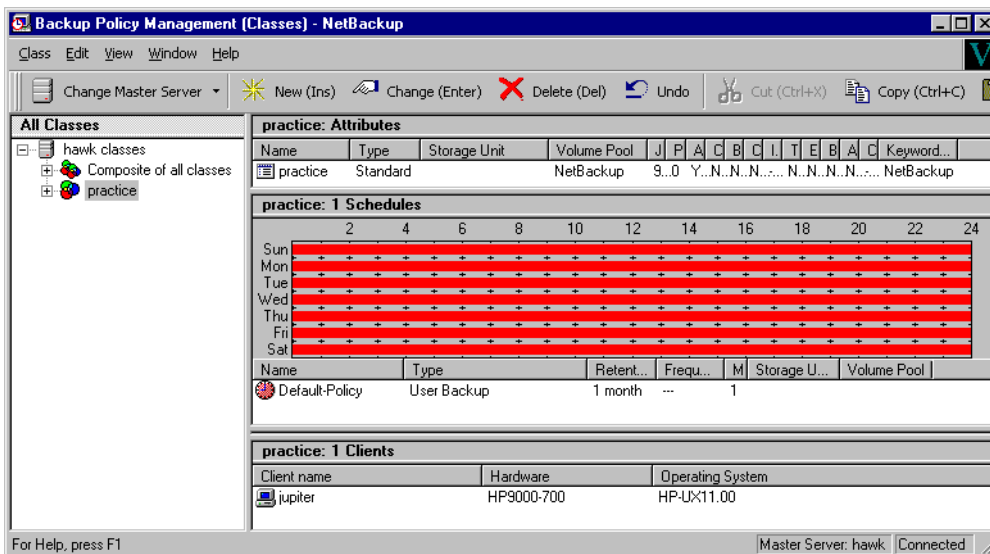 Backup Policy Management (Classes) - NetBackup
Class Edit View Window Help
Change Master Server New (Ins) Change (Enter) Delete (Del) Undo Cut (Ctrl+X) Copy (Ctrl+C)
All Classes
hawk classes
Composite of all classes
practice
practice: Attributes
Name Type Storage Unit Volume Pool J P A C B C I. T E B A C Keyword...
practice Standard NetBackup 9...0 Y...N...N...N...-... N...N...N...N...-... NetBackup
practice: 1 Schedules
2 4 6 8 10 12 14 16 18 20 22 24
Sun
Mon
Tue
Wed
Thu
Fri
Sat
Name Type Retent... Frequ... M Storage U... Volume Pool
Default-Policy User Backup 1 month --- 1
practice: 1 Clients
Client name Hardware Operating System
jupiter HP9000-700 HP-UX11.00
For Help, press F1 Master Server: hawk Connected